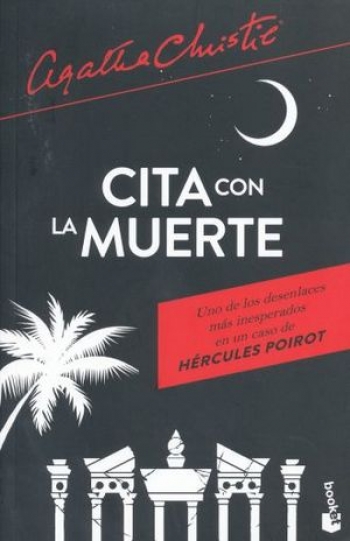 Agatha Christie
CITA CON
LA MUERTE
Uno de los desenlaces
más inesperados
en un caso de
HÉRCULES POIROT
booket